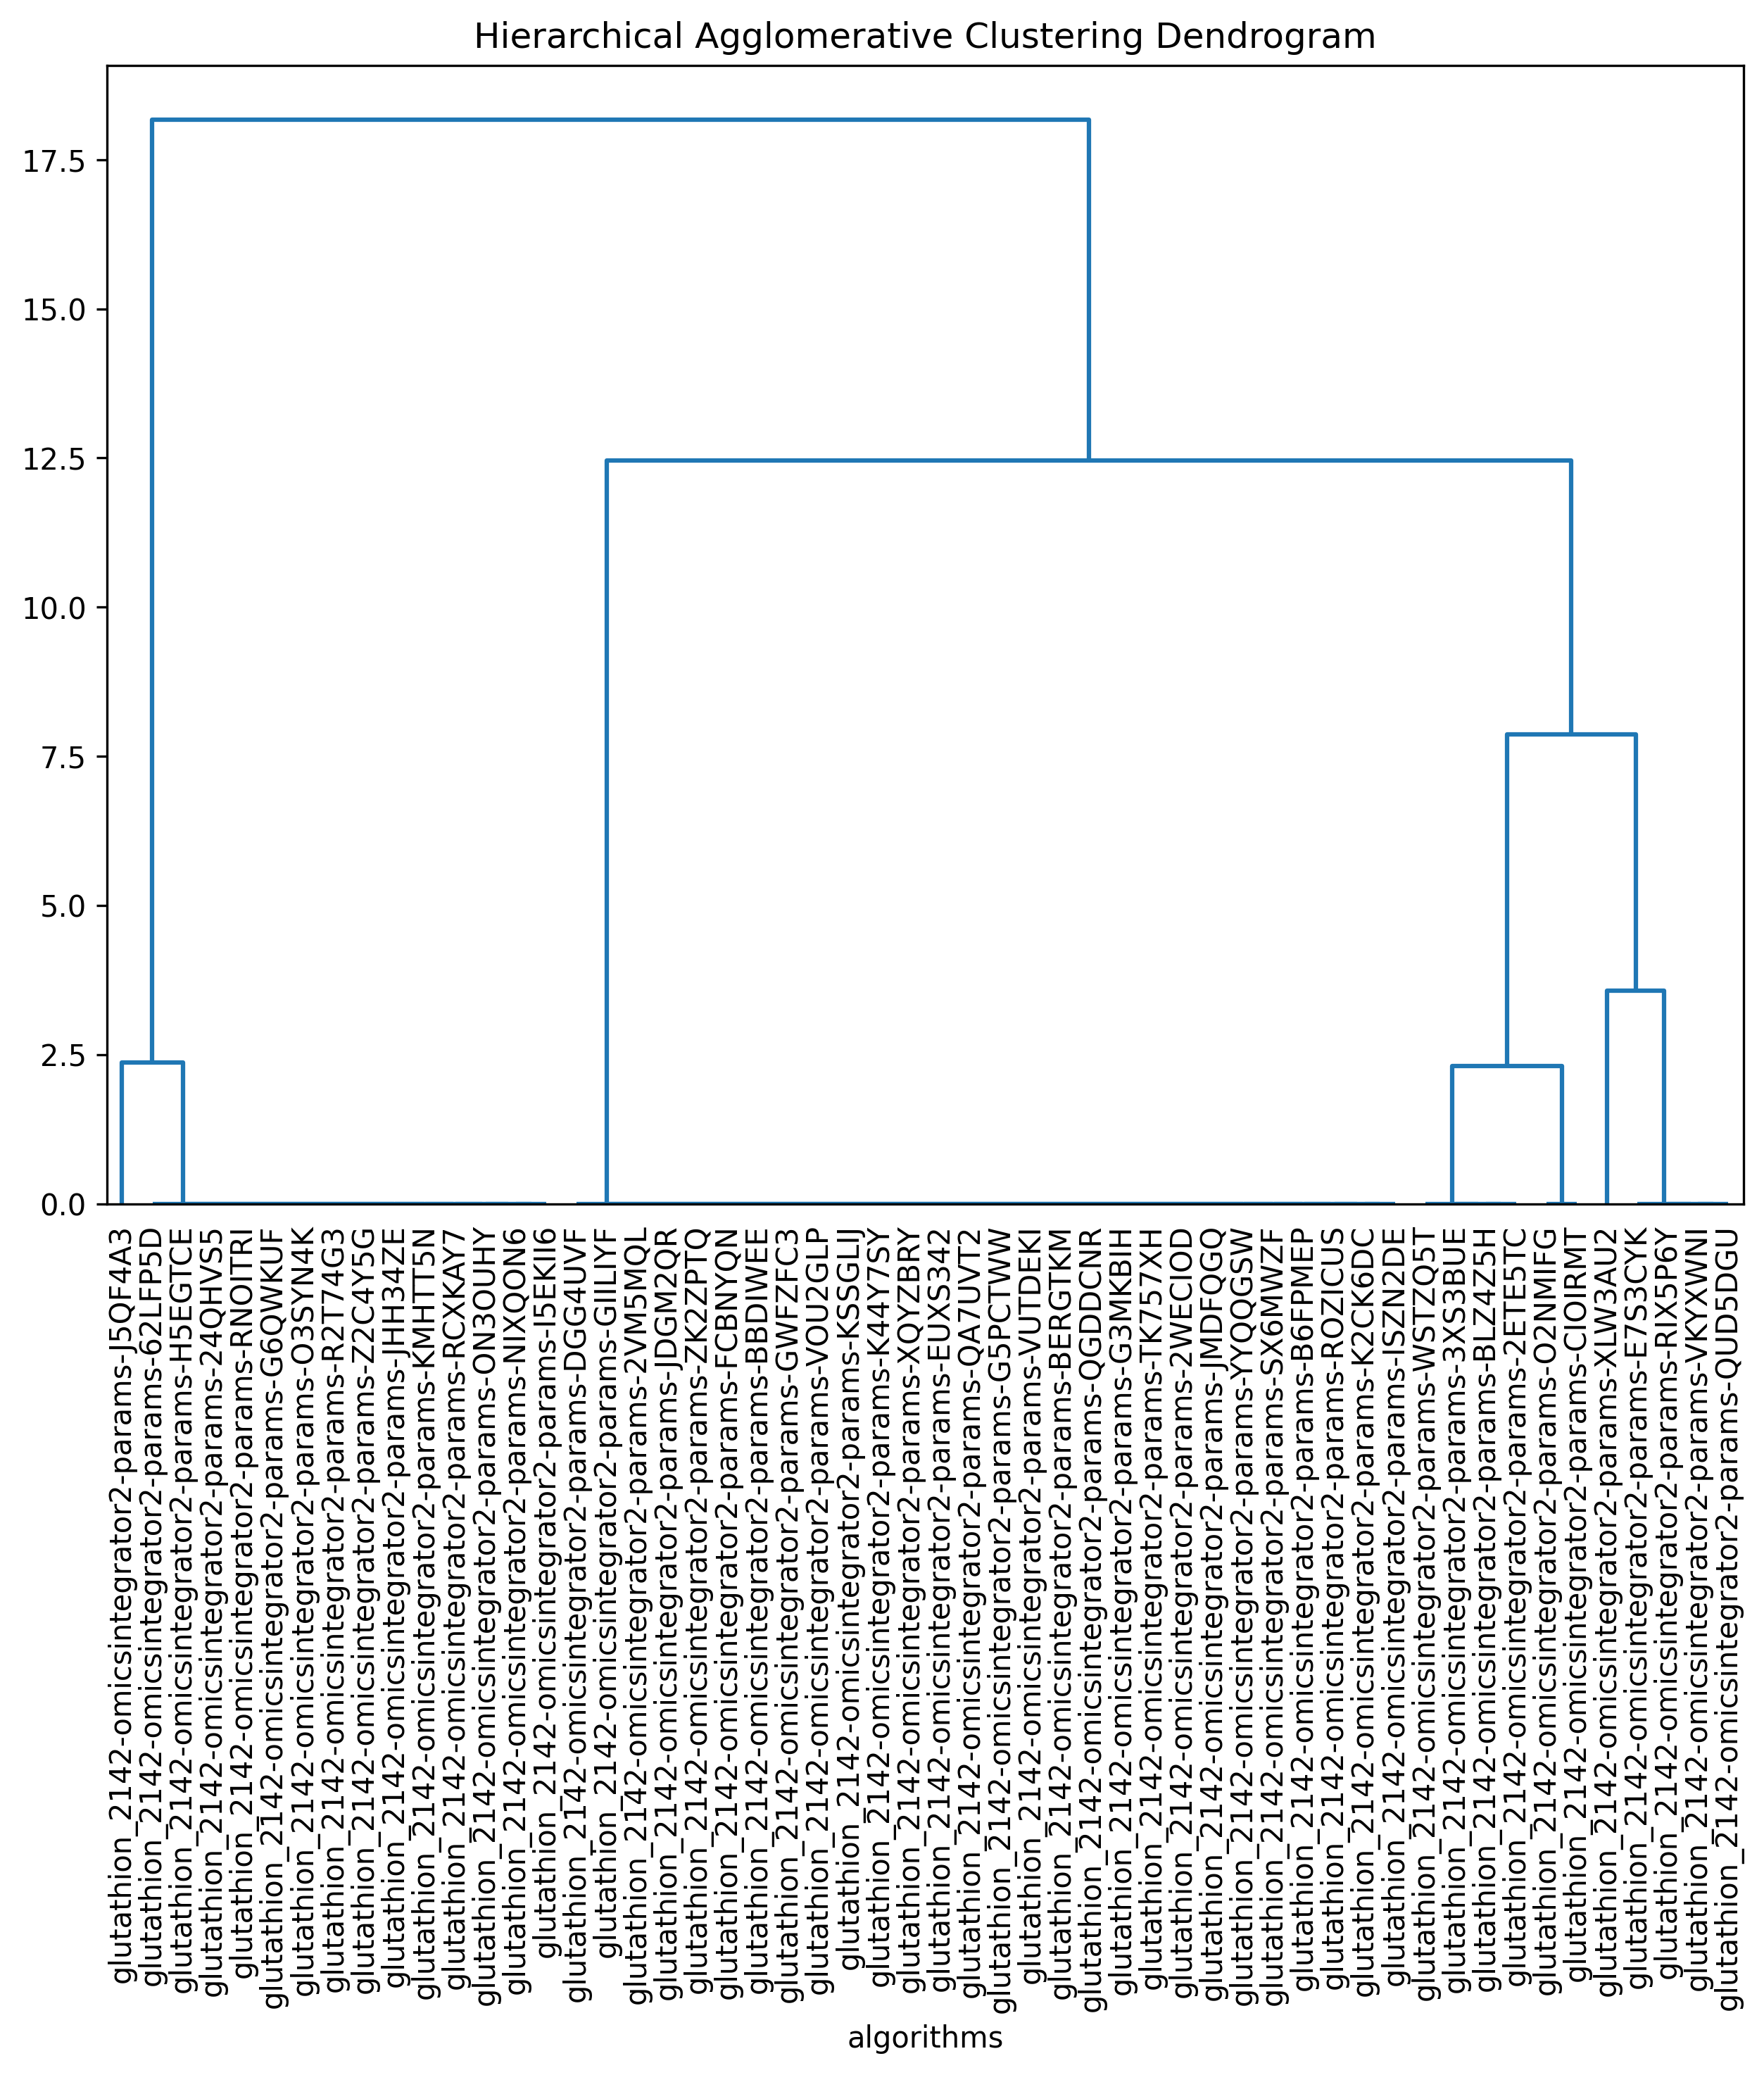 Hierarchical Agglomerative Clustering Dendrogram
17.5
15.0
12.5
10.0
7.5
5.0
2.5
0.0
glutathion_2142-omicsintegrator2-params-J5QF4A3
glutathion_2142-omicsintegrator2-params-62LFP5D
glutathion_2142-omicsintegrator2-params-H5EGTCE
glutathion_2142-omicsintegrator2-params-24QHVS5
glutathion_2142-omicsintegrator2-params-RNOITRI
glutathion_2142-omicsintegrator2-params-G6QWKUF
glutathion_2142-omicsintegrator2-params-O3SYN4K
glutathion_2142-omicsintegrator2-params-R2T74G3
glutathion_2142-omicsintegrator2-params-Z2C4Y5G
glutathion_2142-omicsintegrator2-params-JHH34ZE
glutathion_2142-omicsintegrator2-params-KMHTT5N
glutathion_2142-omicsintegrator2-params-RCXKAY7
glutathion_2142-omicsintegrator2-params-ON3OUHY
glutathion_2142-omicsintegrator2-params-NIXQON6
glutathion_2142-omicsintegrator2-params-I5EKII6
glutathion_2142-omicsintegrator2-params-DGG4UVF
glutathion_2142-omicsintegrator2-params-GIILIYF
glutathion_2142-omicsintegrator2-params-2VM5MQL
glutathion_2142-omicsintegrator2-params-JDGM2QR
glutathion_2142-omicsintegrator2-params-ZK2ZPTQ
glutathion_2142-omicsintegrator2-params-FCBNYQN
glutathion_2142-omicsintegrator2-params-BBDIWEE
glutathion_2142-omicsintegrator2-params-GWFZFC3
glutathion_2142-omicsintegrator2-params-VOU2GLP
glutathion_2142-omicsintegrator2-params-KSSGLIJ
glutathion_2142-omicsintegrator2-params-K44Y7SY
glutathion_2142-omicsintegrator2-params-XQYZBRY
glutathion_2142-omicsintegrator2-params-EUXS342
glutathion_2142-omicsintegrator2-params-QA7UVT2
glutathion_2142-omicsintegrator2-params-G5PCTWW
glutathion_2142-omicsintegrator2-params-VUTDEKI
glutathion_2142-omicsintegrator2-params-BERGTKM
glutathion_2142-omicsintegrator2-params-QGDDCNR
glutathion_2142-omicsintegrator2-params-G3MKBIH
glutathion_2142-omicsintegrator2-params-TK757XH
glutathion_2142-omicsintegrator2-params-2WECIOD
glutathion_2142-omicsintegrator2-params-JMDFQGQ
glutathion_2142-omicsintegrator2-params-YYQQGSW
glutathion_2142-omicsintegrator2-params-SX6MWZF
glutathion_2142-omicsintegrator2-params-B6FPMEP
glutathion_2142-omicsintegrator2-params-ROZICUS
glutathion_2142-omicsintegrator2-params-K2CK6DC
glutathion_2142-omicsintegrator2-params-ISZN2DE
glutathion_2142-omicsintegrator2-params-WSTZQ5T
glutathion_2142-omicsintegrator2-params-3XS3BUE
glutathion_2142-omicsintegrator2-params-BLZ4Z5H
glutathion_2142-omicsintegrator2-params-2ETE5TC
glutathion_2142-omicsintegrator2-params-O2NMIFG
glutathion_2142-omicsintegrator2-params-CIOIRMT
glutathion_2142-omicsintegrator2-params-XLW3AU2
glutathion_2142-omicsintegrator2-params-E7S3CYK
glutathion_2142-omicsintegrator2-params-RIX5P6Y
glutathion_2142-omicsintegrator2-params-VKYXWNI
glutathion_2142-omicsintegrator2-params-QUD5DGU
algorithms